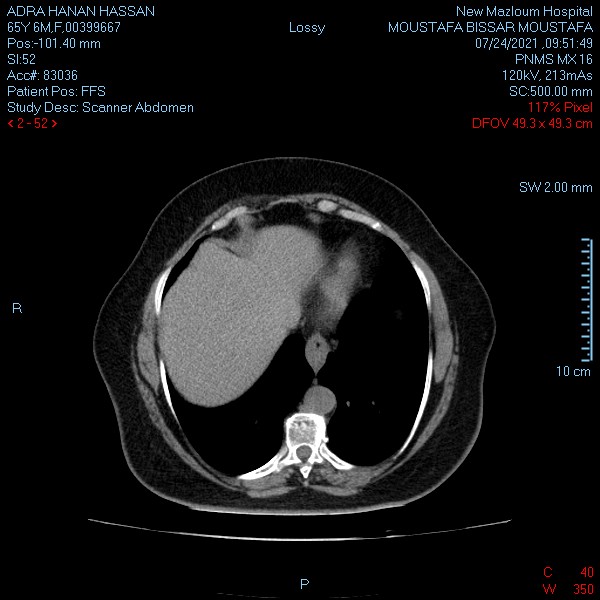 ADRA HANAN HASSAN
65Y 6M,F,00399667
Pos:-101.40 mm
SI:52
Acc#: 83036
Patient Pos: FFS
Study Desc: Scanner Abdomen
< 2 - 52 >
Lossy
New Mazloum Hospital
MOUSTAFA BISSAR MOUSTAFA
07/24/2021 ,09:51:49
PNMS MX 16
120kV, 213mAs
SC:500.00 mm
117% Pixel
DFOV 49.3 x 49.3 cm
SW 2.00 mm
R
10 cm
P
C 40
W 350